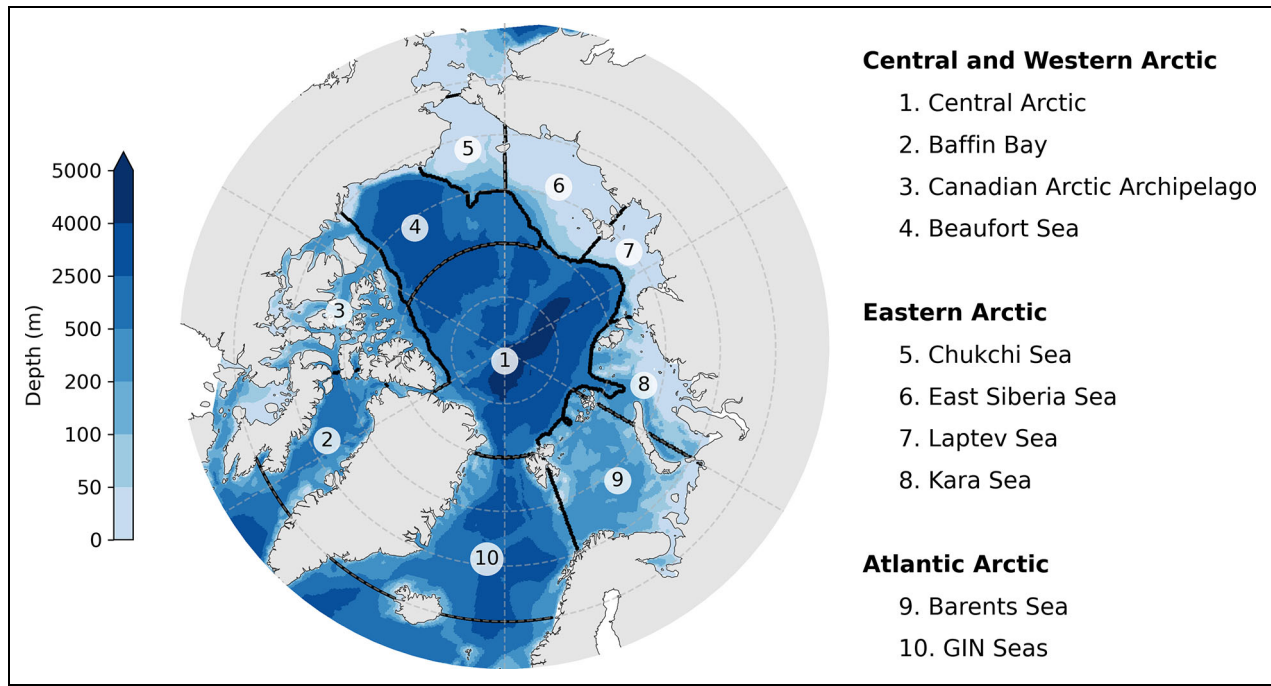 Depth (m)
5000
4000
2500
500
200
100
50
0
5
6
4
7
3
1
8
2
9
10
Central and Western Arctic
1. Central Arctic
2. Baffin Bay
3. Canadian Arctic Archipelago
4. Beaufort Sea
Eastern Arctic
5. Chukchi Sea
6. East Siberia Sea
7. Laptev Sea
8. Kara Sea
Atlantic Arctic
9. Barents Sea
10. GIN Seas